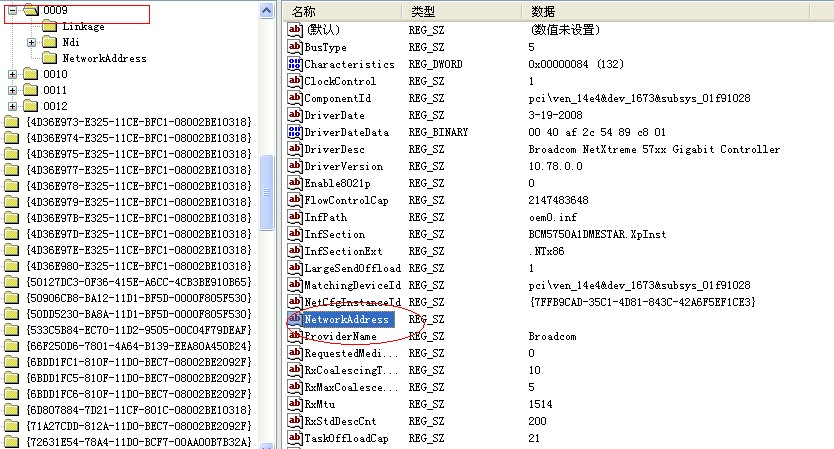 0009
Linkage
Ndi
NetworkAddress
0010
0011
0012
{4D36E973-E325-11CE-BFC1-08002BE10318}
{4D36E974-E325-11CE-BFC1-08002BE10318}
{4D36E975-E325-11CE-BFC1-08002BE10318}
{4D36E977-E325-11CE-BFC1-08002BE10318}
{4D36E978-E325-11CE-BFC1-08002BE10318}
{4D36E979-E325-11CE-BFC1-08002BE10318}
{4D36E97B-E325-11CE-BFC1-08002BE10318}
{4D36E97D-E325-11CE-BFC1-08002BE10318}
{4D36E97E-E325-11CE-BFC1-08002BE10318}
{4D36E980-E325-11CE-BFC1-08002BE10318}
{50127DC3-0F36-415E-A6CC-4CB3BE910B65}
{50906CB8-BA12-11D1-BF5D-0000F805F530}
{50DD5230-BA8A-11D1-BF5D-0000F805F530}
{533C5B84-EC70-11D2-9505-00C04F79DEAF}
{66F250D6-7801-4A64-B139-EEA80A450B24}
{6BDD1FC1-810F-11D0-BEC7-08002BE2092F}
{6BDD1FC5-810F-11D0-BEC7-08002BE2092F}
{6BDD1FC6-810F-11D0-BEC7-08002BE2092F}
{6D807884-7D21-11CF-801C-08002BE10318}
{71A27CDD-812A-11D0-BEC7-08002BE2092F}
{72631E54-78A4-11D0-BCF7-00AA00B7B32A}
名称 类型 数据
(默认) REG_SZ (数值未设置)
BusType REG_SZ 5
Characteristics REG_DWORD 0x00000084 (132)
ClockControl REG_SZ 1
ComponentId REG_SZ pci\ven_14e4&dev_1673&subsys_01f91028
DriverDate REG_SZ 3-19-2008
DriverDateData REG_BINARY 00 40 af 2c 54 89 c8 01
DriverDesc REG_SZ Broadcom NetXtreme 57xx Gigabit Controller
DriverVersion REG_SZ 10.78.0.0
Enable8021p REG_SZ 0
FlowControlCap REG_SZ 2147483648
InfPath REG_SZ oem0.inf
InfSection REG_SZ BCM5750A1DMESTAR.XpInst
InfSectionExt REG_SZ .NTx86
LargeSendOffload REG_SZ 1
MatchingDeviceId REG_SZ pci\ven_14e4&dev_1673&subsys_01f91028
NetCfgInstanceId REG_SZ {7FFB9CAD-35C1-4D81-843C-42A6F5EF1CE3}
NetworkAddress REG_SZ
ProviderName REG_SZ Broadcom
RequestedMedi... REG_SZ 0
RxCoalescingT... REG_SZ 10
RxMaxCoalesce... REG_SZ 5
RxMtu REG_SZ 1514
RxStdDescCnt REG_SZ 200
TaskOffloadCap REG_SZ 21